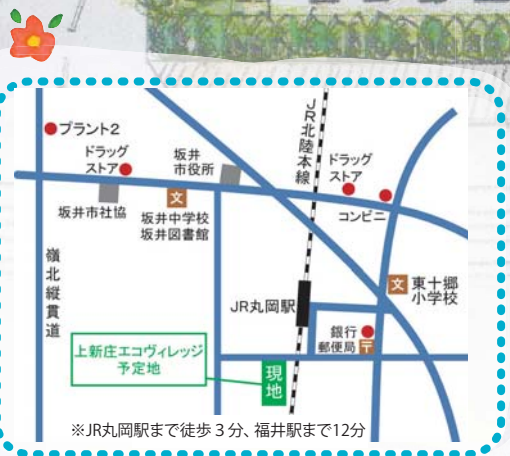 プラント2
ドラッグ
ストア
坂井
市役所
JR北陸本線
ドラッグ
ストア
コンビニ
坂井市社協
文
坂井中学校
坂井図書館
嶺北縦貫道
JR丸岡駅
文
東十郷
小学校
銀行
郵便局
〒
上新庄エコヴィレッジ
予定地
現地
※JR丸岡駅まで徒歩3分、福井駅まで12分